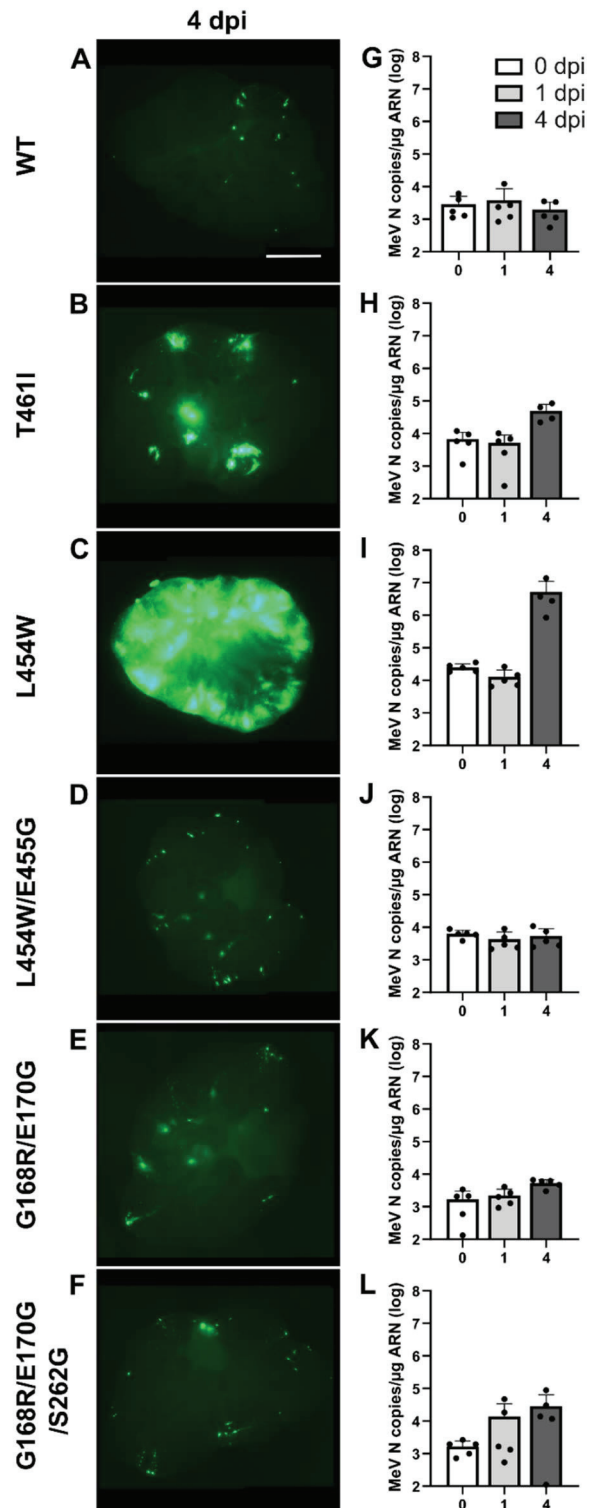 4 dpi
A
WT
G
MeV N copies/µg ARN (log)
8
7
6
5
4
3
2
0 dpi
1 dpi
4 dpi
0 1 4
B
T461I
H
MeV N copies/µg ARN (log)
8
7
6
5
4
3
2
0 1 4
C
L454W
I
MeV N copies/µg ARN (log)
8
7
6
5
4
3
2
0 1 4
D
L454W/E455G
J
MeV N copies/µg ARN (log)
8
7
6
5
4
3
2
0 1 4
E
G168R/E170G
K
MeV N copies/µg ARN (log)
8
7
6
5
4
3
2
0 1 4
F
G168R/E170G
/S262G
L
MeV N copies/µg ARN (log)
8
7
6
5
4
3
2
0 1 4